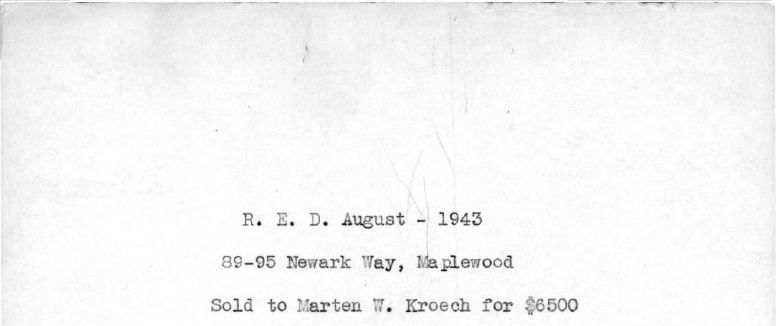 R. E. D. August - 1943
89-95 Newark Way, Maplewood
Sold to Marten W. Kroech for $6500